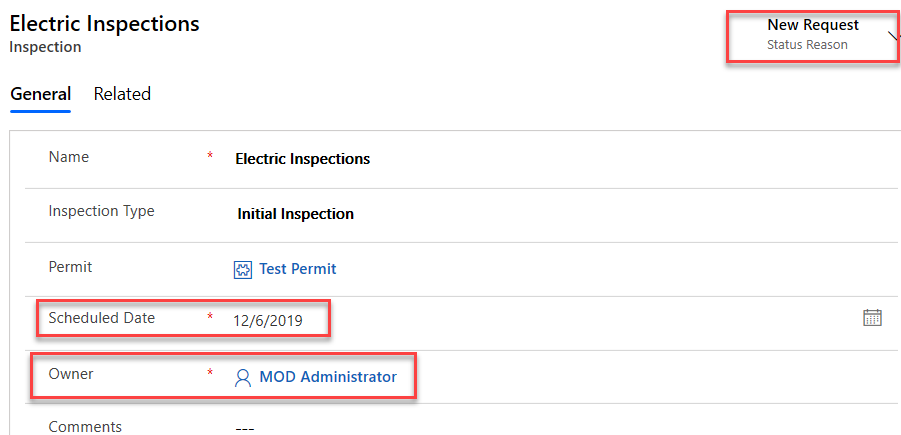 Electric Inspections
Inspection
New Request
Status Reason
General Related
Name * Electric Inspections
Inspection Type Initial Inspection
Permit Test Permit
Scheduled Date * 12/6/2019
Owner * MOD Administrator
Comments ---